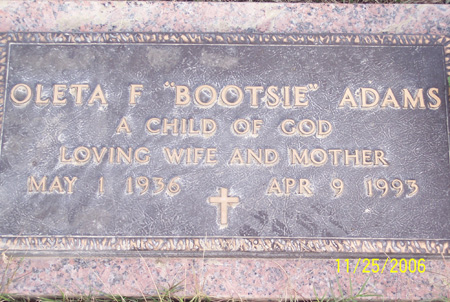 OLETA F "BOOTSIE" ADAMS
A CHILD OF GOD
LOVING WIFE AND MOTHER
MAY 1 1936 APR 9 1993
11/25/2006